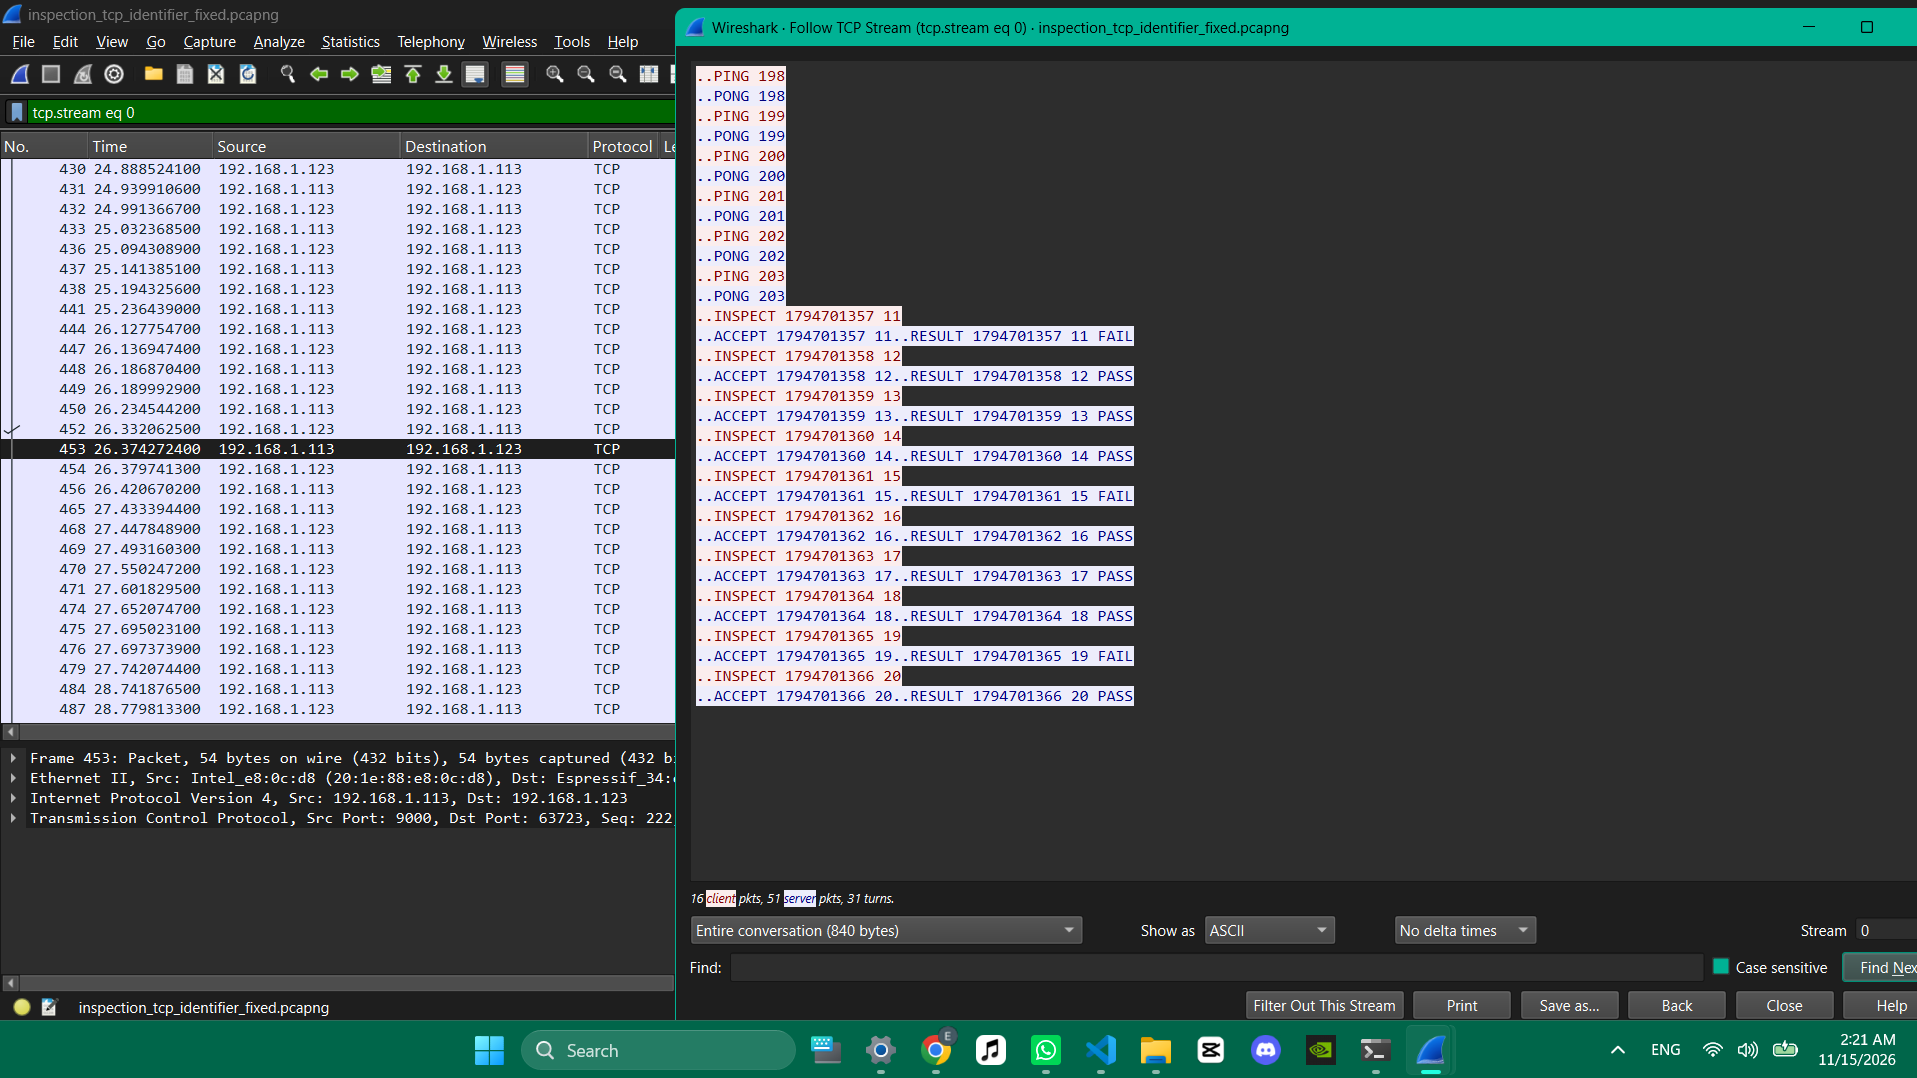 inspection_tcp_identifier_fixed.pcapng
File Edit View Go Capture Analyze Statistics Telephony Wireless Tools Help
tcp.stream eq 0
No. Time Source Destination Protocol Le
430 24.888524100 192.168.1.123 192.168.1.113 TCP
431 24.939910600 192.168.1.113 192.168.1.123 TCP
432 24.991366700 192.168.1.123 192.168.1.113 TCP
433 25.032368500 192.168.1.113 192.168.1.123 TCP
436 25.094308900 192.168.1.123 192.168.1.113 TCP
437 25.141385100 192.168.1.113 192.168.1.123 TCP
438 25.194325600 192.168.1.123 192.168.1.113 TCP
441 25.236439000 192.168.1.113 192.168.1.123 TCP
444 26.127754700 192.168.1.113 192.168.1.123 TCP
447 26.136947400 192.168.1.123 192.168.1.113 TCP
448 26.186870400 192.168.1.113 192.168.1.123 TCP
449 26.189992900 192.168.1.123 192.168.1.113 TCP
450 26.234544200 192.168.1.113 192.168.1.123 TCP
452 26.332062500 192.168.1.123 192.168.1.113 TCP
453 26.374272400 192.168.1.113 192.168.1.123 TCP
454 26.379741300 192.168.1.123 192.168.1.113 TCP
456 26.420670200 192.168.1.113 192.168.1.123 TCP
465 27.433394400 192.168.1.113 192.168.1.123 TCP
468 27.447848900 192.168.1.123 192.168.1.113 TCP
469 27.493160300 192.168.1.113 192.168.1.123 TCP
470 27.550247200 192.168.1.123 192.168.1.113 TCP
471 27.601829500 192.168.1.113 192.168.1.123 TCP
474 27.652074700 192.168.1.123 192.168.1.113 TCP
475 27.695023100 192.168.1.113 192.168.1.123 TCP
476 27.697373900 192.168.1.123 192.168.1.113 TCP
479 27.742074400 192.168.1.113 192.168.1.123 TCP
484 28.741876500 192.168.1.113 192.168.1.123 TCP
487 28.779813300 192.168.1.123 192.168.1.113 TCP
Frame 453: Packet, 54 bytes on wire (432 bits), 54 bytes captured (432 bi
Ethernet II, Src: Intel_e8:0c:d8 (20:1e:88:e8:0c:d8), Dst: Espressif_34:
Internet Protocol Version 4, Src: 192.168.1.113, Dst: 192.168.1.123
Transmission Control Protocol, Src Port: 9000, Dst Port: 63723, Seq: 222,
inspection_tcp_identifier_fixed.pcapng
Wireshark · Follow TCP Stream (tcp.stream eq 0) · inspection_tcp_identifier_fixed.pcapng
..PING 198
..PONG 198
..PING 199
..PONG 199
..PING 200
..PONG 200
..PING 201
..PONG 201
..PING 202
..PONG 202
..PING 203
..PONG 203
..INSPECT 1794701357 11
..ACCEPT 1794701357 11..RESULT 1794701357 11 FAIL
..INSPECT 1794701358 12
..ACCEPT 1794701358 12..RESULT 1794701358 12 PASS
..INSPECT 1794701359 13
..ACCEPT 1794701359 13..RESULT 1794701359 13 PASS
..INSPECT 1794701360 14
..ACCEPT 1794701360 14..RESULT 1794701360 14 PASS
..INSPECT 1794701361 15
..ACCEPT 1794701361 15..RESULT 1794701361 15 FAIL
..INSPECT 1794701362 16
..ACCEPT 1794701362 16..RESULT 1794701362 16 PASS
..INSPECT 1794701363 17
..ACCEPT 1794701363 17..RESULT 1794701363 17 PASS
..INSPECT 1794701364 18
..ACCEPT 1794701364 18..RESULT 1794701364 18 PASS
..INSPECT 1794701365 19
..ACCEPT 1794701365 19..RESULT 1794701365 19 FAIL
..INSPECT 1794701366 20
..ACCEPT 1794701366 20..RESULT 1794701366 20 PASS
16 client pkts, 51 server pkts, 31 turns.
Entire conversation (840 bytes) Show as ASCII No delta times Stream 0
Find: Case sensitive Find Nex
Filter Out This Stream Print Save as... Back Close Help
Search E ENG 2:21 AM
11/15/2026